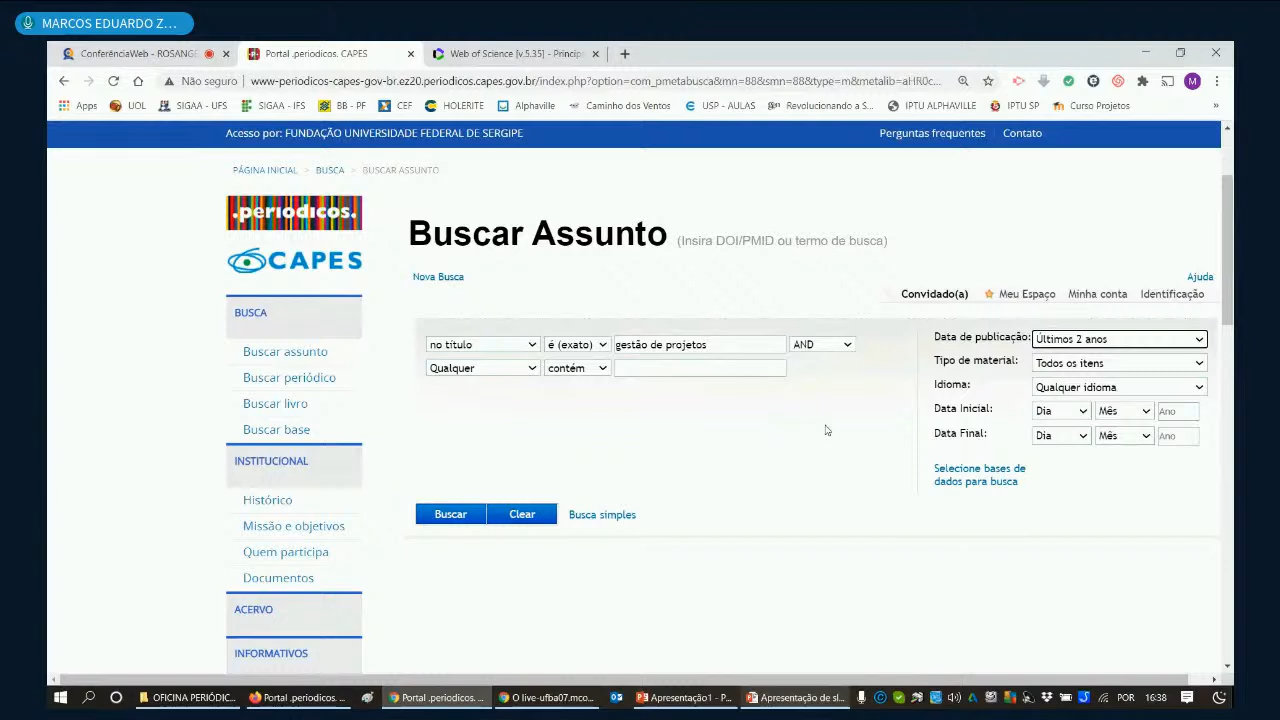 MARCOS EDUARDO Z...
ConferênciaWeb - ROSANGE
Portal .periodicos. CAPES
Web of Science [v.5.35] - Princip
Não seguro
www-periodicos-capes-gov-br.ez20.periodicos.capes.gov.br/index.php?option=com_pmetabusca&mn=88&smn=88&type=m&metalib=aHR0c...
M
Apps
UOL
SIGAA - UFS
SIGAA - IFS
BB - PF
CEF
HOLERITE
Alphaville
Caminho dos Ventos
USP - AULAS
Revolucionando a S...
IPTU ALPHAVILLE
IPTU SP
Curso Projetos
»
Acesso por: FUNDAÇÃO UNIVERSIDADE FEDERAL DE SERGIPE
Perguntas frequentes
Contato
PÁGINA INICIAL > BUSCA > BUSCAR ASSUNTO
.periodicos.
CAPES
Buscar Assunto (Insira DOI/PMID ou termo de busca)
Nova Busca
Ajuda
Convidado(a)
Meu Espaço
Minha conta
Identificação
BUSCA
Buscar assunto
Buscar periódico
Buscar livro
Buscar base
INSTITUCIONAL
Histórico
Missão e objetivos
Quem participa
Documentos
ACERVO
INFORMATIVOS
no título
é (exato)
gestão de projetos
AND
Qualquer
contém
Data de publicação: Últimos 2 anos
Tipo de material: Todos os itens
Idioma: Qualquer idioma
Data Inicial: Dia Mês Ano
Data Final: Dia Mês Ano
Selecione bases de
dados para busca
Buscar
Clear
Busca simples
OFICINA PERIÓDIC...
Portal .periodicos. ...
Portal .periodicos. ...
O live-ufba07.mco...
Apresentação1 - P...
Apresentação de sl...
POR
16:38